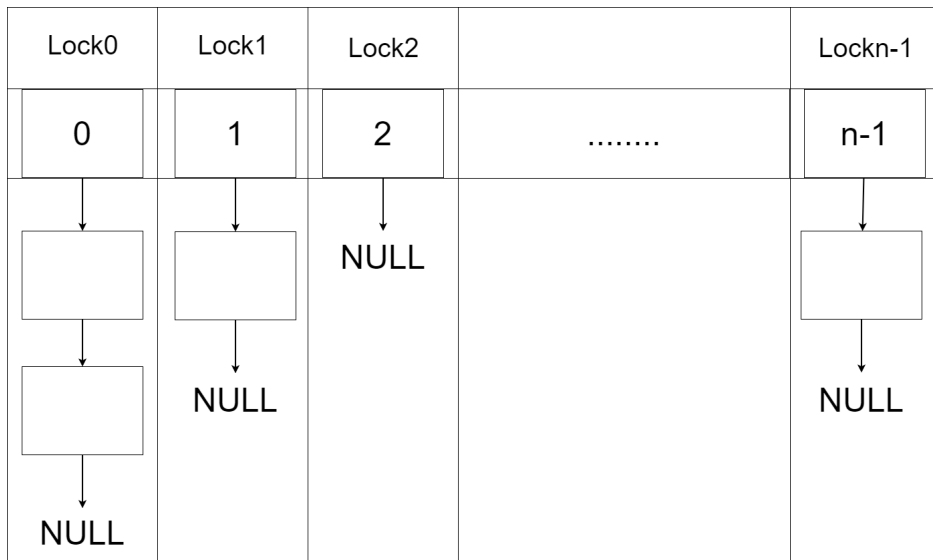 Lock0 Lock1 Lock2 Lockn-1
0 1 2 ........ n-1
NULL
NULL NULL
NULL